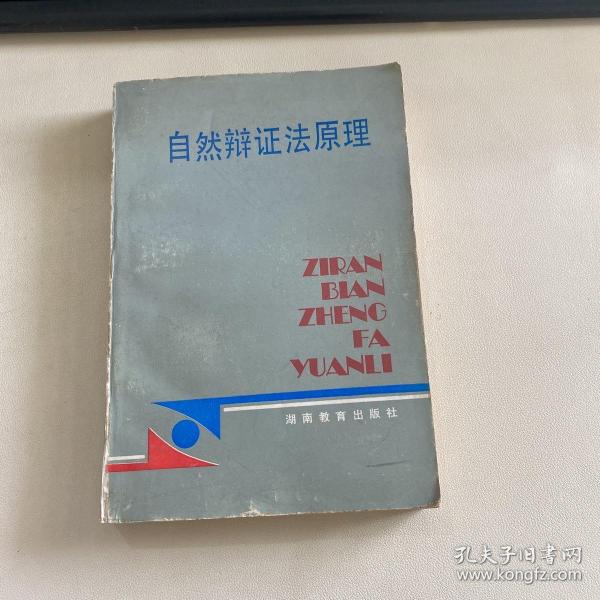 自然辩证法原理
ZIRAN
BIAN
ZHENG
FA
YUANLI
湖南教育出版社
孔夫子旧书网
www.kongfz.com